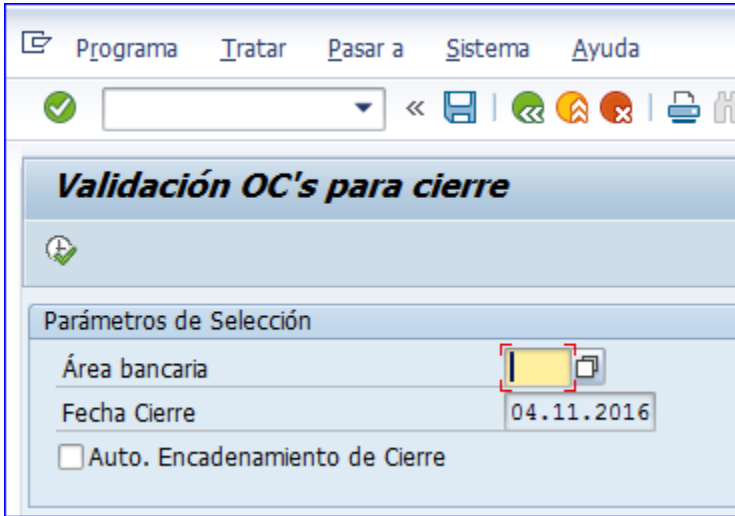 Programa Tratar Pasar a Sistema Ayuda
Validación OC's para cierre
Parámetros de Selección
Área bancaria
Fecha Cierre 04.11.2016
Auto. Encadenamiento de Cierre